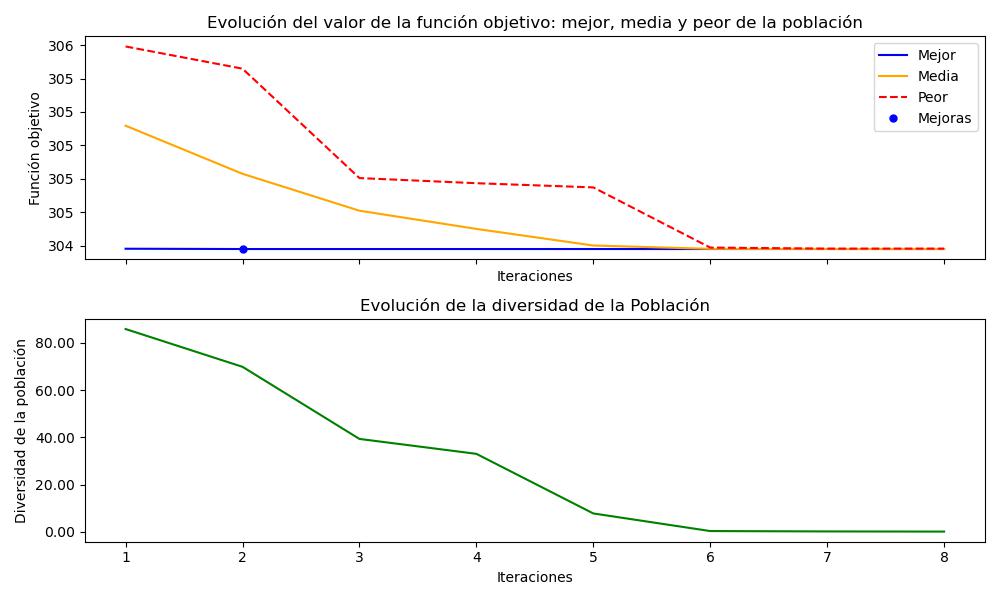 Evolución del valor de la función objetivo: mejor, media y peor de la población
Función objetivo
306
305
305
305
305
305
304
Mejor
Media
Peor
Mejoras
Iteraciones
Evolución de la diversidad de la Población
Diversidad de la población
80.00
60.00
40.00
20.00
0.00
1 2 3 4 5 6 7 8
Iteraciones